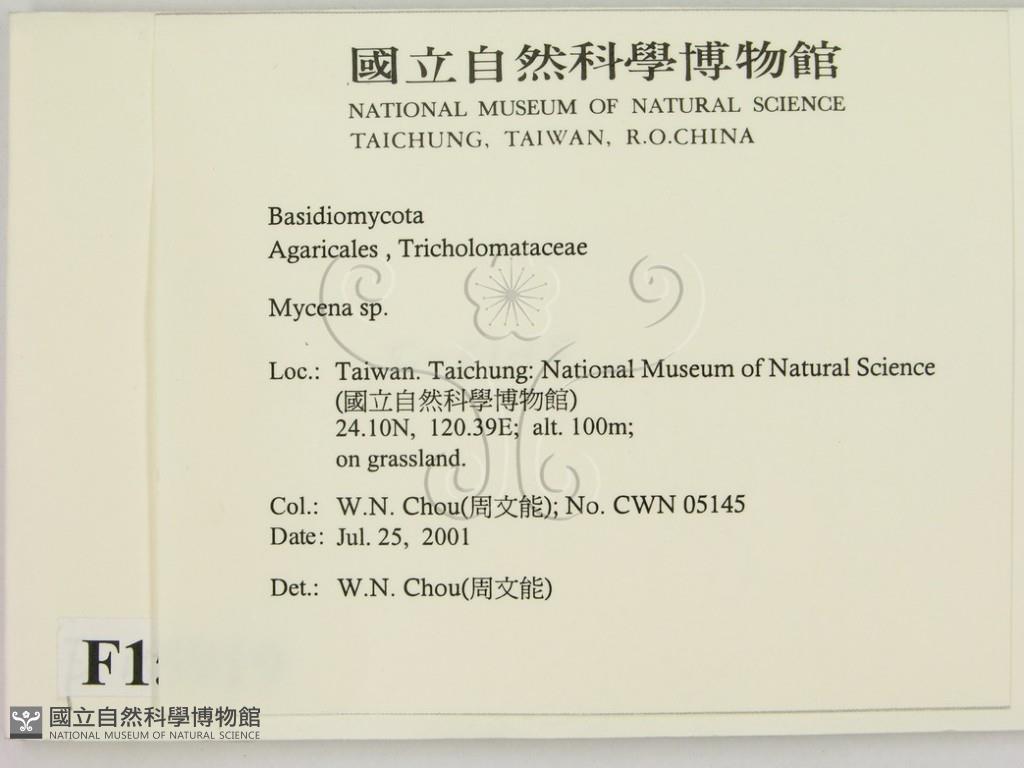 國立自然科學博物館
NATIONAL MUSEUM OF NATURAL SCIENCE
TAICHUNG, TAIWAN, R.O.CHINA
Basidiomycota
Agaricales , Tricholomataceae
Mycena sp.
Loc.: Taiwan. Taichung: National Museum of Natural Science
(國立自然科學博物館)
24.10N, 120.39E; alt. 100m;
on grassland.
Col.: W.N. Chou(周文能); No. CWN 05145
Date: Jul. 25, 2001
Det.: W.N. Chou(周文能)
F1
國立自然科學博物館
NATIONAL MUSEUM OF NATURAL SCIENCE